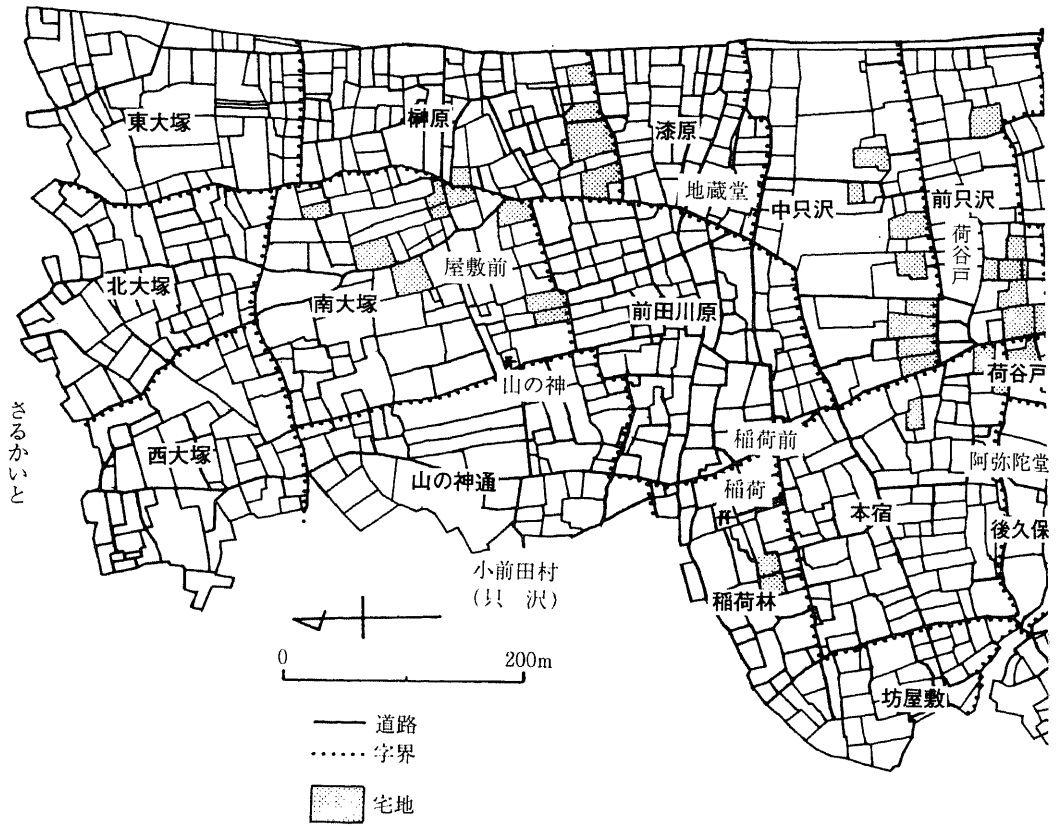 東大塚
榊原
漆原
地蔵堂
中只沢
前只沢
荷谷戸
北大塚
南大塚
屋敷前
前田川原
山の神
荷谷戸
さるかいと
西大塚
山の神通
稲荷前
稲荷
阿弥陀堂
本宿
後久保
小前田村
(只沢)
稲荷林
坊屋敷
0 200m
道路
字界
宅地